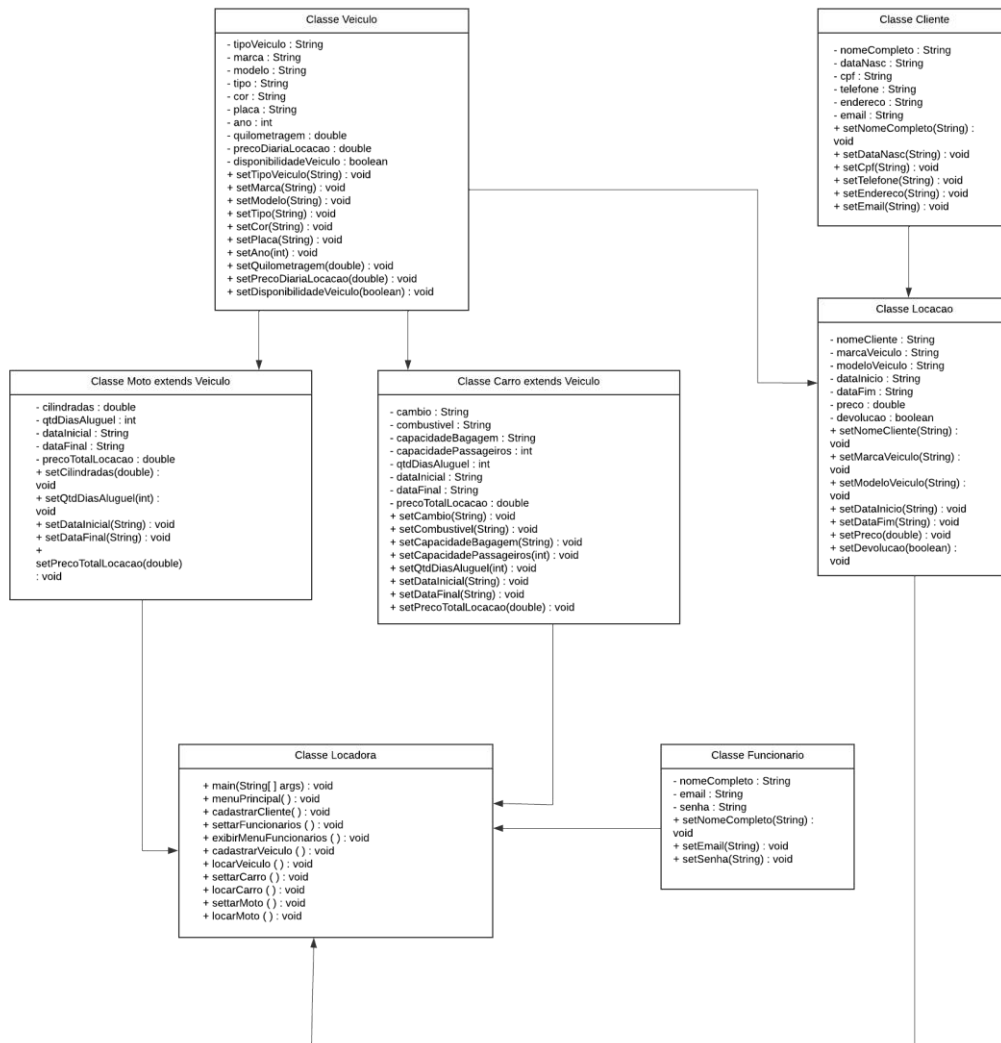 Classe Veiculo
- tipoVeiculo : String
- marca : String
- modelo : String
- tipo : String
- cor : String
- placa : String
- ano : int
- quilometragem : double
- precoDiariaLocacao : double
- disponibilidadeVeiculo : boolean
+ setTipoVeiculo(String) : void
+ setMarca(String) : void
+ setModelo(String) : void
+ setTipo(String) : void
+ setCor(String) : void
+ setPlaca(String) : void
+ setAno(int) : void
+ setQuilometragem(double) : void
+ setPrecoDiariaLocacao(double) : void
+ setDisponibilidadeVeiculo(boolean) : void
Classe Cliente
- nomeCompleto : String
- dataNasc : String
- cpf : String
- telefone : String
- endereco : String
- email : String
+ setNomeCompleto(String) :
void
+ setDataNasc(String) : void
+ setCpf(String) : void
+ setTelefone(String) : void
+ setEndereco(String) : void
+ setEmail(String) : void
Classe Locacao
- nomeCliente : String
- marcaVeiculo : String
- modeloVeiculo : String
- dataInicio : String
- dataFim : String
- preco : double
- devolucao : boolean
+ setNomeCliente(String) :
void
+ setMarcaVeiculo(String) :
void
+ setModeloVeiculo(String) :
void
+ setDataInicio(String) : void
+ setDataFim(String) : void
+ setPreco(double) : void
+ setDevolucao(boolean) :
void
Classe Moto extends Veiculo
- cilindradas : double
- qtdDiasAluguel : int
- dataInicial : String
- dataFinal : String
- precoTotalLocacao : double
+ setCilindradas(double) :
void
+ setQtdDiasAluguel(int) :
void
+ setDataInicial(String) : void
+ setDataFinal(String) : void
+
setPrecoTotalLocacao(double)
: void
Classe Carro extends Veiculo
- cambio : String
- combustivel : String
- capacidadeBagagem : String
- capacidadePassageiros : int
- qtdDiasAluguel : int
- dataInicial : String
- dataFinal : String
- precoTotalLocacao : double
+ setCambio(String) : void
+ setCombustivel(String) : void
+ setCapacidadeBagagem(String) : void
+ setCapacidadePassageiros(int) : void
+ setQtdDiasAluguel(int) : void
+ setDataInicial(String) : void
+ setDataFinal(String) : void
+ setPrecoTotalLocacao(double) : void
Classe Locadora
+ main(String[ ] args) : void
+ menuPrincipal( ) : void
+ cadastrarCliente( ) : void
+ settarFuncionarios ( ) : void
+ exibirMenuFuncionarios ( ) : void
+ cadastrarVeiculo ( ) : void
+ locarVeiculo ( ) : void
+ settarCarro ( ) : void
+ locarCarro ( ) : void
+ settarMoto ( ) : void
+ locarMoto ( ) : void
Classe Funcionario
- nomeCompleto : String
- email : String
- senha : String
+ setNomeCompleto(String) :
void
+ setEmail(String) : void
+ setSenha(String) : void